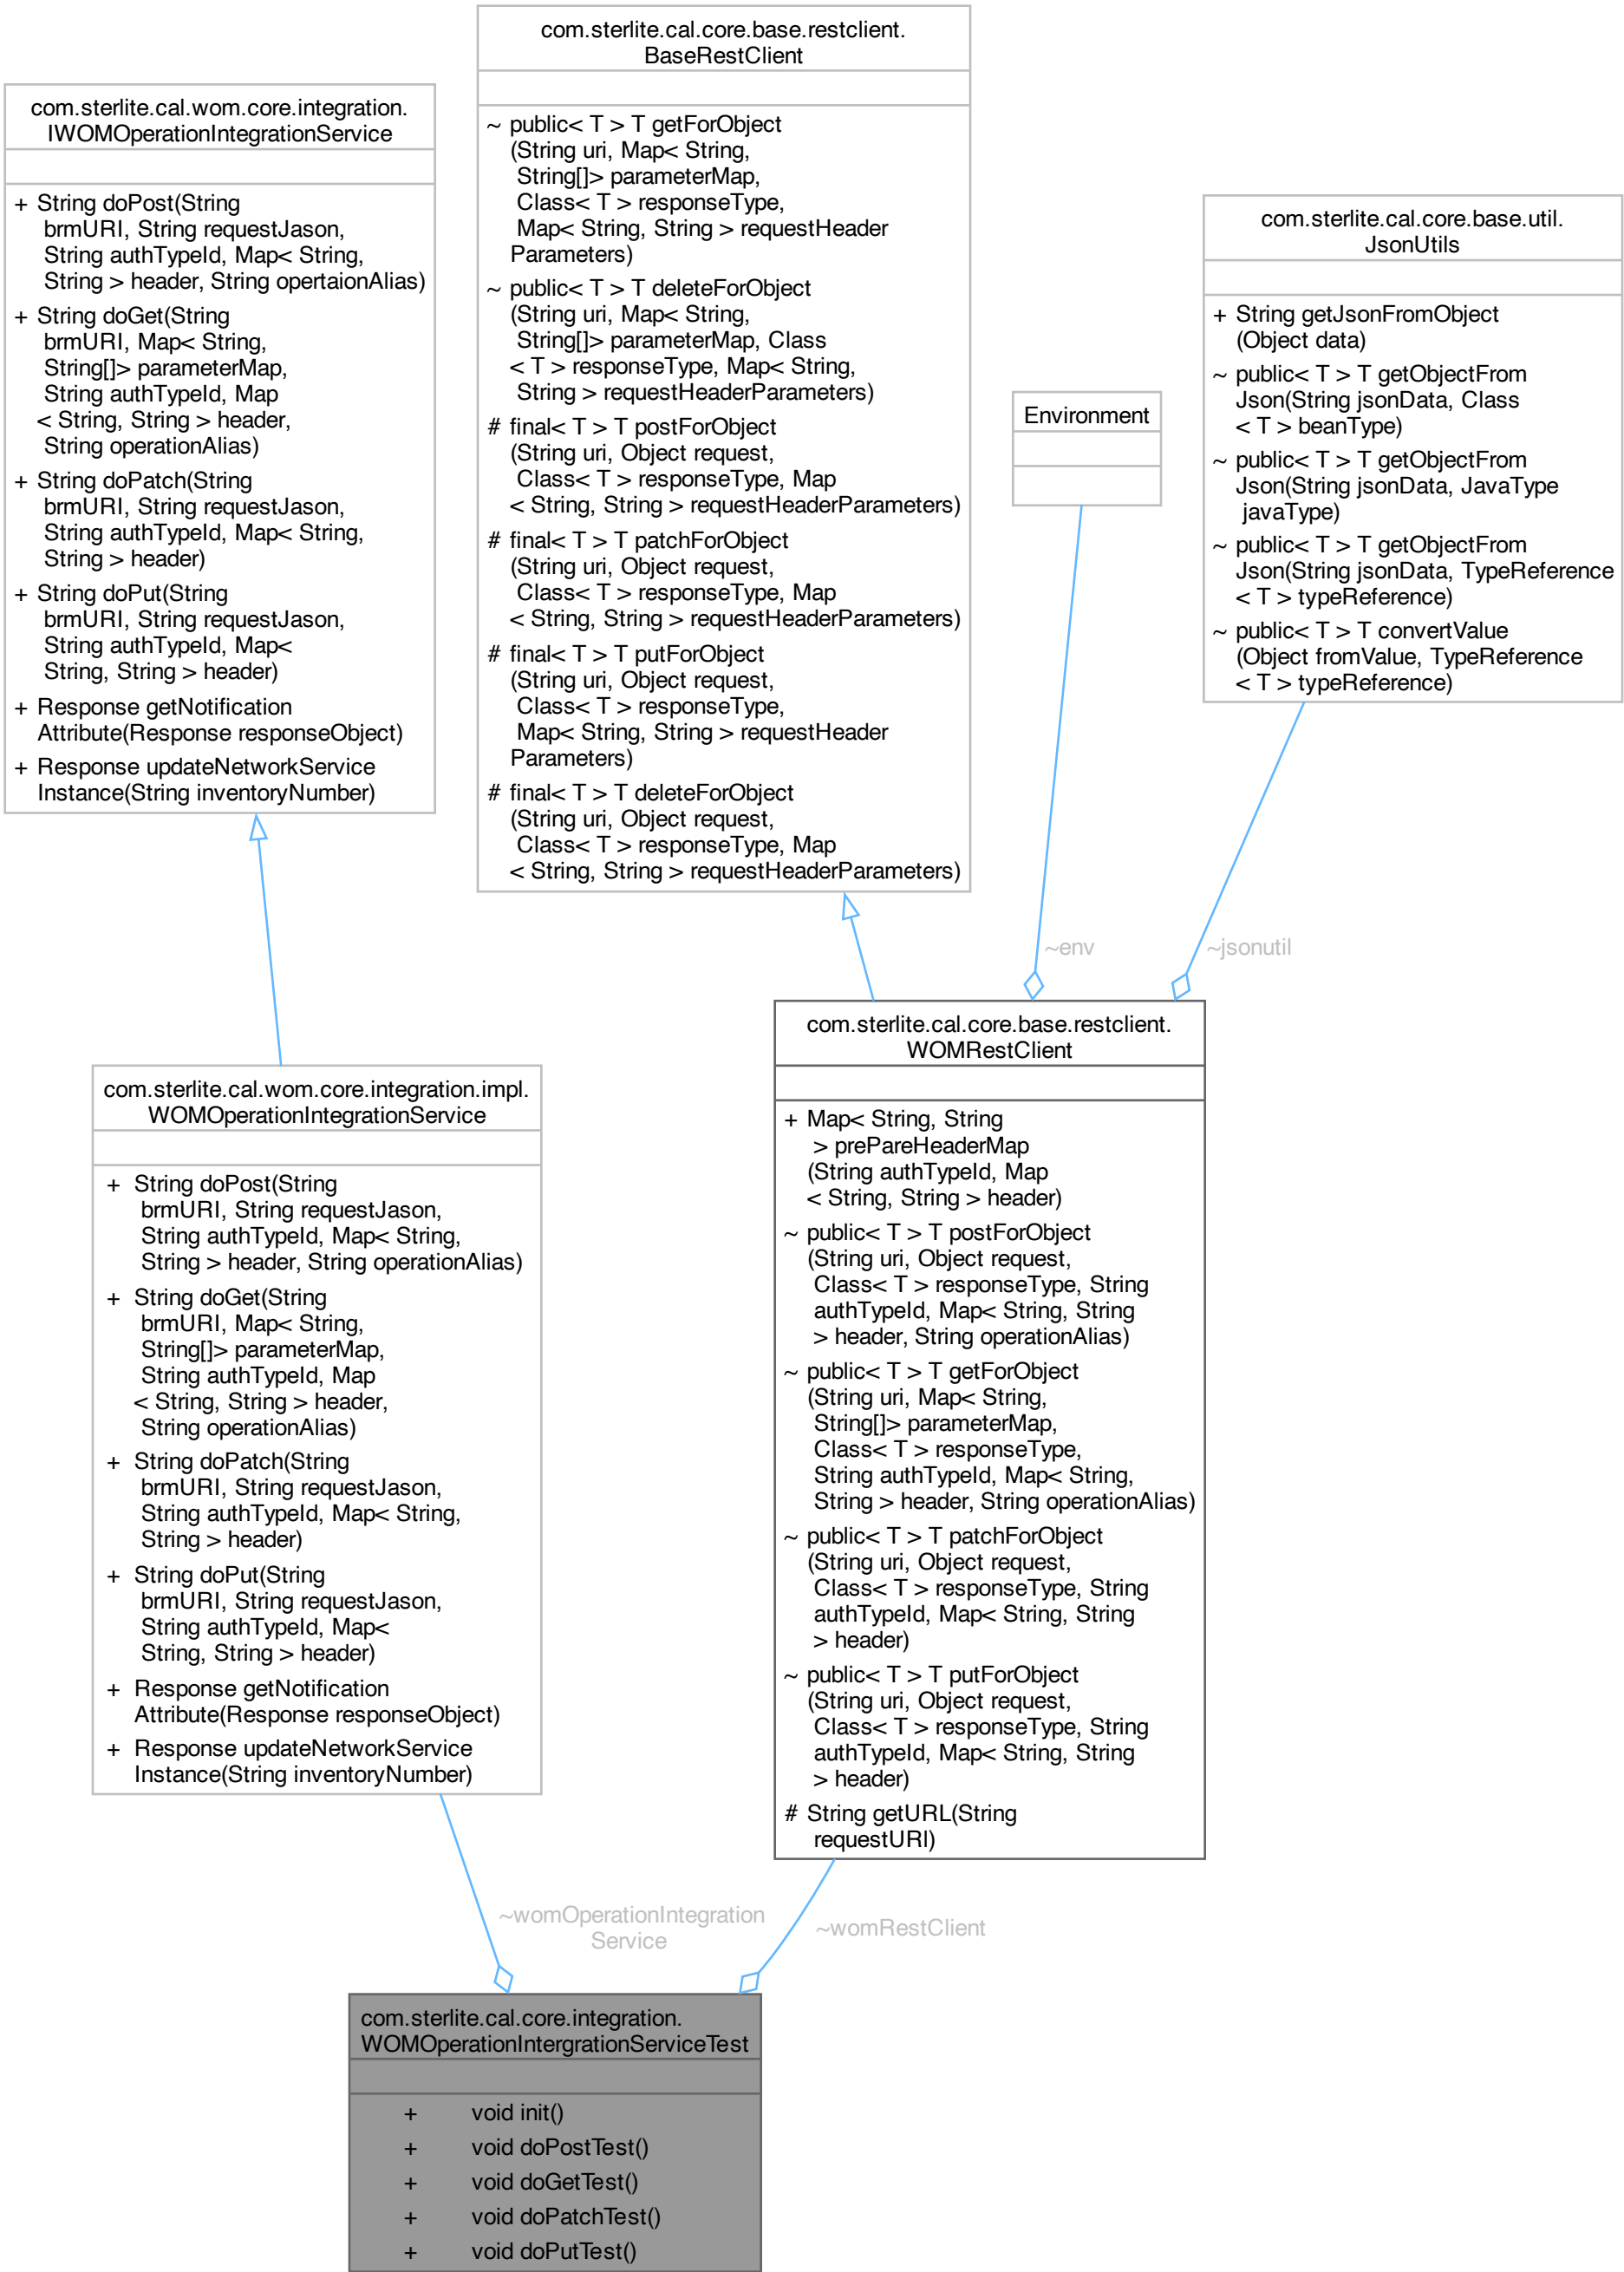 com.sterlite.cal.core.base.restclient.
BaseRestClient
~ public< T > T getForObject
(String uri, Map< String,
String[]> parameterMap,
Class< T > responseType,
Map< String, String > requestHeader
Parameters)
~ public< T > T deleteForObject
(String uri, Map< String,
String[]> parameterMap, Class
< T > responseType, Map< String,
String > requestHeaderParameters)
# final< T > T postForObject
(String uri, Object request,
Class< T > responseType, Map
< String, String > requestHeaderParameters)
# final< T > T patchForObject
(String uri, Object request,
Class< T > responseType, Map
< String, String > requestHeaderParameters)
# final< T > T putForObject
(String uri, Object request,
Class< T > responseType,
Map< String, String > requestHeader
Parameters)
# final< T > T deleteForObject
(String uri, Object request,
Class< T > responseType, Map
< String, String > requestHeaderParameters)
com.sterlite.cal.wom.core.integration.
IWOMOperationIntegrationService
+ String doPost(String
brmURI, String requestJason,
String authTypeId, Map< String,
String > header, String opertaionAlias)
+ String doGet(String
brmURI, Map< String,
String[]> parameterMap,
String authTypeId, Map
< String, String > header,
String operationAlias)
+ String doPatch(String
brmURI, String requestJason,
String authTypeId, Map< String,
String > header)
+ String doPut(String
brmURI, String requestJason,
String authTypeId, Map<
String, String > header)
+ Response getNotification
Attribute(Response responseObject)
+ Response updateNetworkService
Instance(String inventoryNumber)
com.sterlite.cal.core.base.util.
JsonUtils
+ String getJsonFromObject
(Object data)
~ public< T > T getObjectFrom
Json(String jsonData, Class
< T > beanType)
~ public< T > T getObjectFrom
Json(String jsonData, JavaType
javaType)
~ public< T > T getObjectFrom
Json(String jsonData, TypeReference
< T > typeReference)
~ public< T > T convertValue
(Object fromValue, TypeReference
< T > typeReference)
Environment
~env
~jsonutil
com.sterlite.cal.core.base.restclient.
WOMRestClient
+ Map< String, String
> prePareHeaderMap
(String authTypeId, Map
< String, String > header)
~ public< T > T postForObject
(String uri, Object request,
Class< T > responseType, String
authTypeId, Map< String, String
> header, String operationAlias)
~ public< T > T getForObject
(String uri, Map< String,
String[]> parameterMap,
Class< T > responseType,
String authTypeId, Map< String,
String > header, String operationAlias)
~ public< T > T patchForObject
(String uri, Object request,
Class< T > responseType, String
authTypeId, Map< String, String
> header)
~ public< T > T putForObject
(String uri, Object request,
Class< T > responseType, String
authTypeId, Map< String, String
> header)
# String getURL(String
requestURI)
com.sterlite.cal.wom.core.integration.impl.
WOMOperationIntegrationService
+ String doPost(String
brmURI, String requestJason,
String authTypeId, Map< String,
String > header, String operationAlias)
+ String doGet(String
brmURI, Map< String,
String[]> parameterMap,
String authTypeId, Map
< String, String > header,
String operationAlias)
+ String doPatch(String
brmURI, String requestJason,
String authTypeId, Map< String,
String > header)
+ String doPut(String
brmURI, String requestJason,
String authTypeId, Map<
String, String > header)
+ Response getNotification
Attribute(Response responseObject)
+ Response updateNetworkService
Instance(String inventoryNumber)
~womOperationIntegration
Service
~womRestClient
com.sterlite.cal.core.integration.
WOMOperationIntergrationServiceTest
+ void init()
+ void doPostTest()
+ void doGetTest()
+ void doPatchTest()
+ void doPutTest()